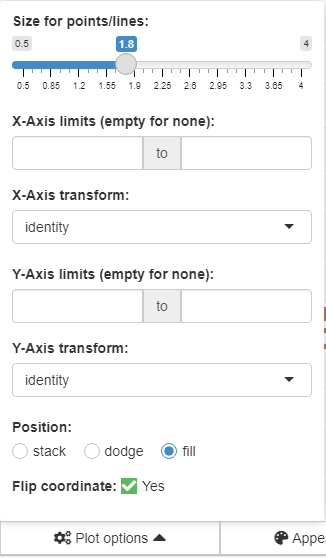 Size for points/lines:
0.5 1.8 4
0.5 0.85 1.2 1.55 1.9 2.25 2.6 2.95 3.3 3.65 4
X-Axis limits (empty for none):
to
X-Axis transform:
identity
Y-Axis limits (empty for none):
to
Y-Axis transform:
identity
Position:
stack dodge fill
Flip coordinate: Yes
Plot options Appe